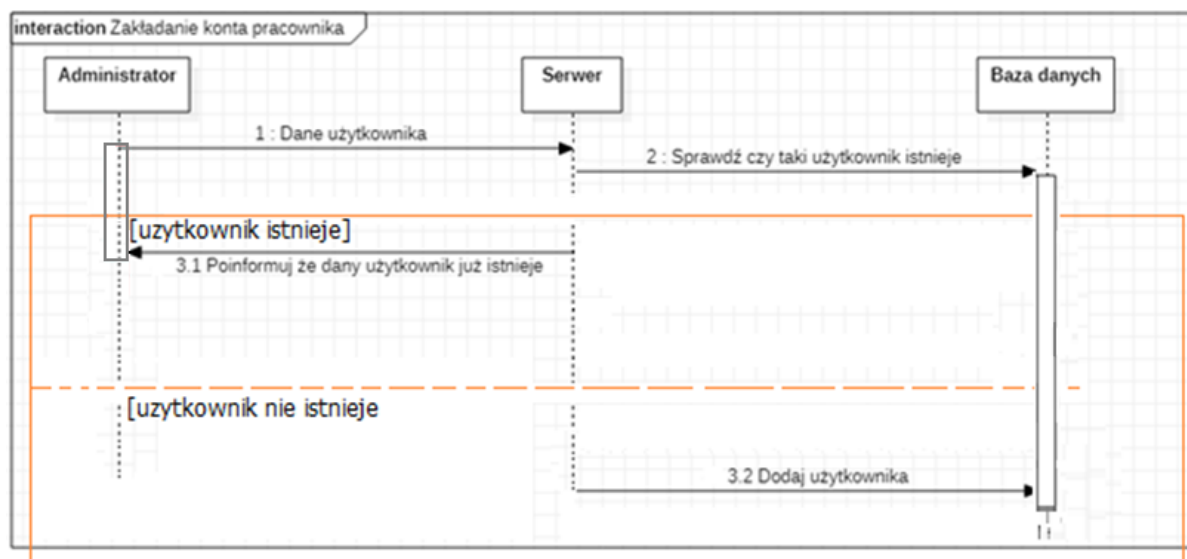 interaction Zakładanie konta pracownika
Administrator
Serwer
Baza danych
1 : Dane użytkownika
2 : Sprawdź czy taki użytkownik istnieje
[uzytkownik istnieje]
3.1 Poinformuj że dany użytkownik już istnieje
[uzytkownik nie istnieje
3.2 Dodaj użytkownika